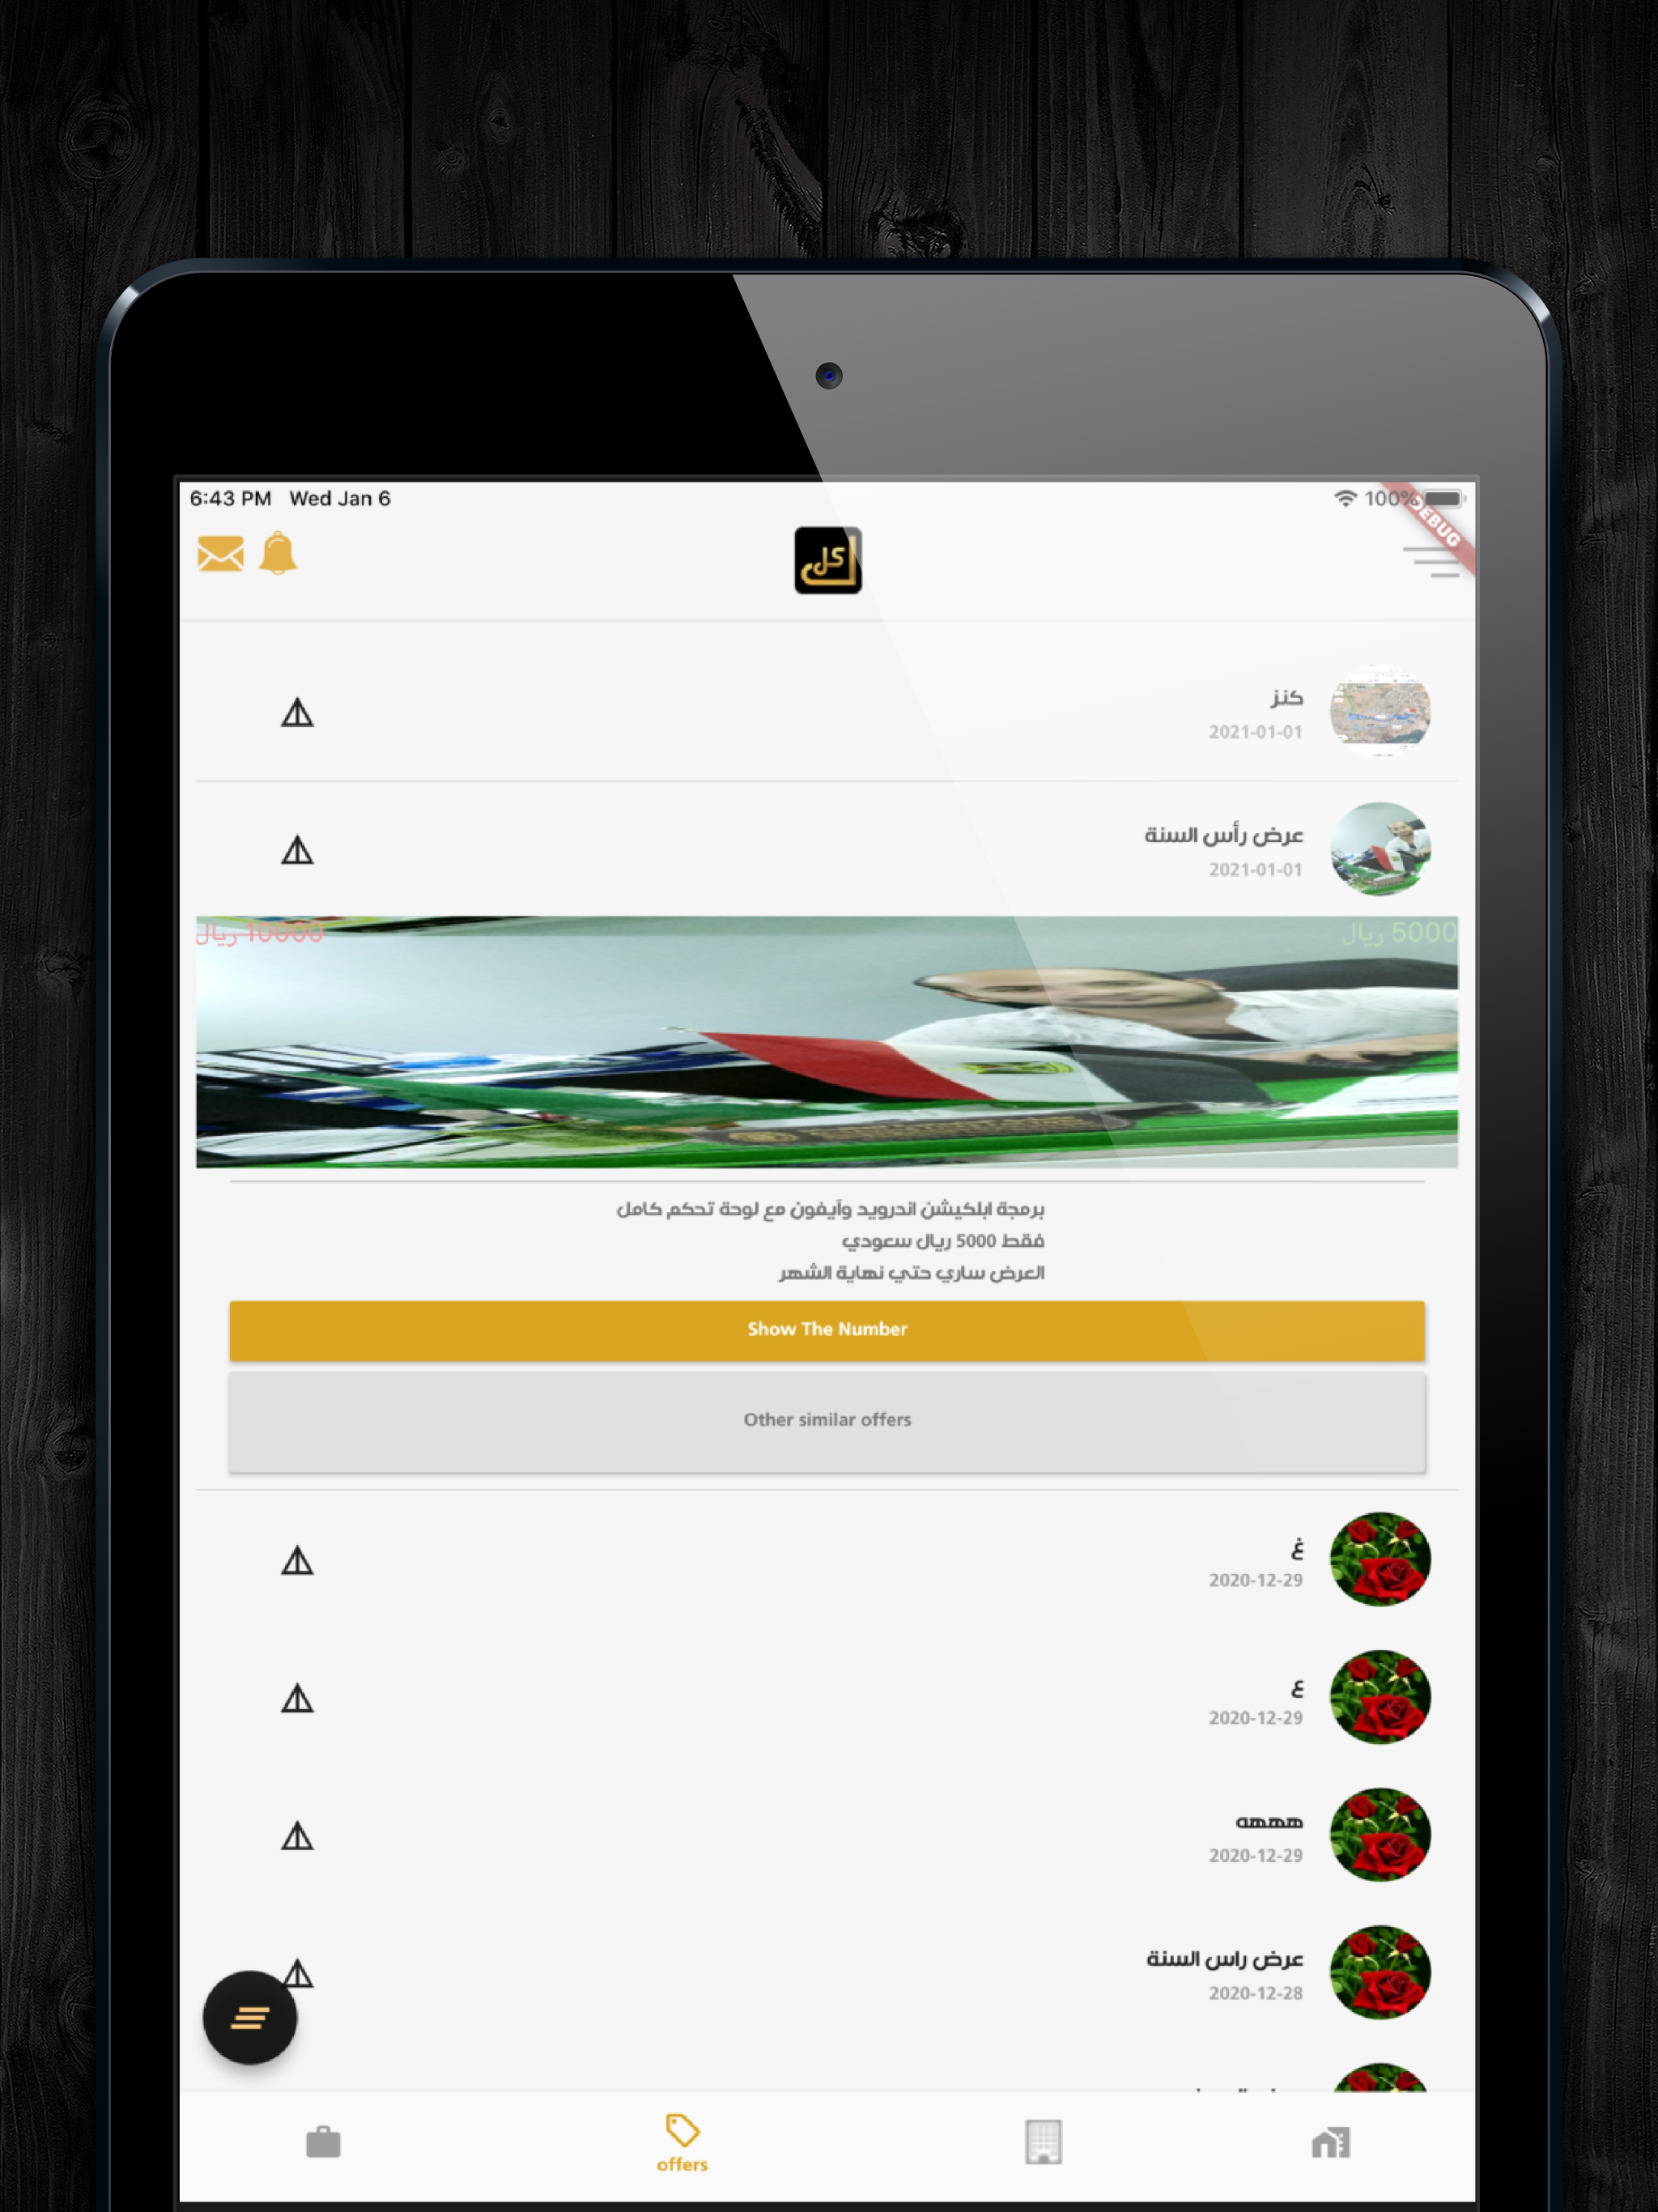 6:43 PM Wed Jan 6
100%
DEBUG
كل
كنز
2021-01-01
عرض رأس السنة
2021-01-01
5000 ريال
10000 ريال
برمجة ابلكيشن اندرويد وآيفون مع لوحة تحكم كامل
فقط 5000 ريال سعودي
العرض ساري حتي نهاية الشهر
Show The Number
Other similar offers
غ
2020-12-29
ع
2020-12-29
هههه
2020-12-29
عرض راس السنة
2020-12-28
offers